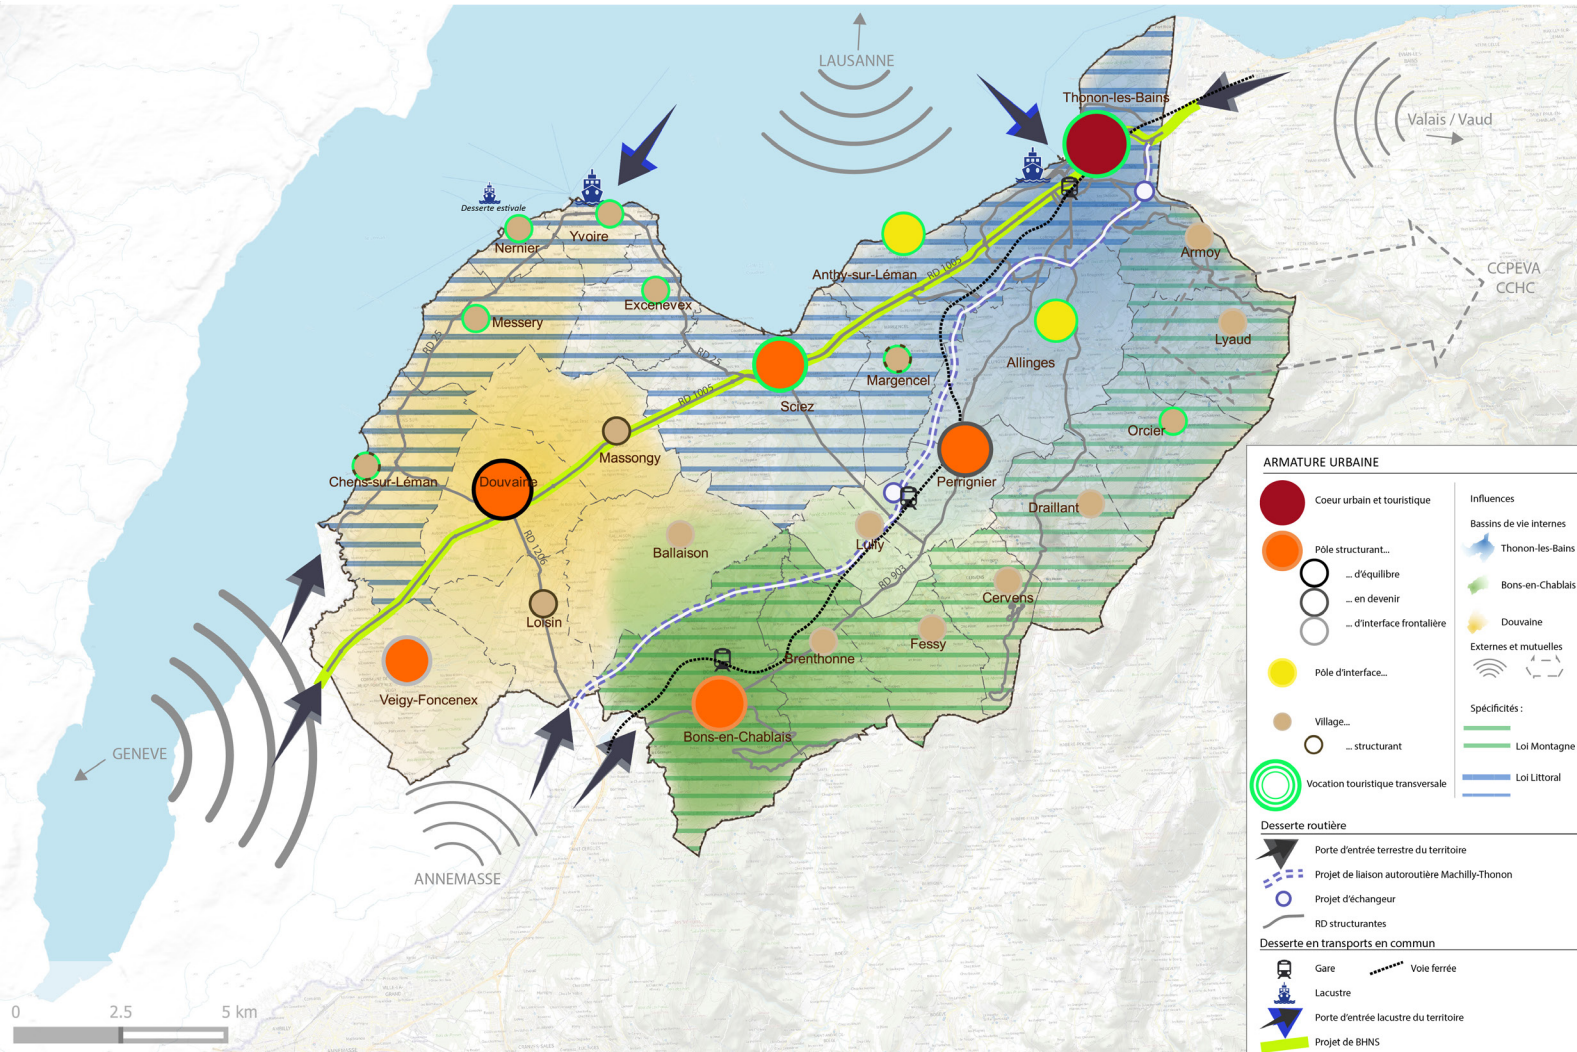 LAUSANNE
Thonon-les-Bains
Valais / Vaud
Desserte estivale
Yvoire
Nernier
Armoy
Anthy-sur-Léman
RD 1005
CCPEVA
CCHC
Excenevex
Messery
Lyaud
RD 25
RD 25
Allinges
Margencel
RD 1005
Sciez
Orcier
Massongy
Chens-sur-Léman
Douvaine
Perrignier
Draillant
RD 1206
Ballaison
Lully
RD 903
Cervens
Loisin
Fessy
Brenthonne
Veigy-Foncenex
Bons-en-Chablais
GENEVE
ANNEMASSE
0 2.5 5 km
ARMATURE URBAINE
Coeur urbain et touristique
Pôle structurant...
... d'équilibre
... en devenir
... d'interface frontalière
Pôle d'interface...
Village...
... structurant
Vocation touristique transversale
Influences
Bassins de vie internes
Thonon-les-Bains
Bons-en-Chablais
Douvaine
Externes et mutuelles
Spécificités :
Loi Montagne
Loi Littoral
Desserte routière
Porte d'entrée terrestre du territoire
Projet de liaison autoroutière Machilly-Thonon
Projet d'échangeur
RD structurantes
Desserte en transports en commun
Gare
Voie ferrée
Lacustre
Porte d'entrée lacustre du territoire
Projet de BHNS